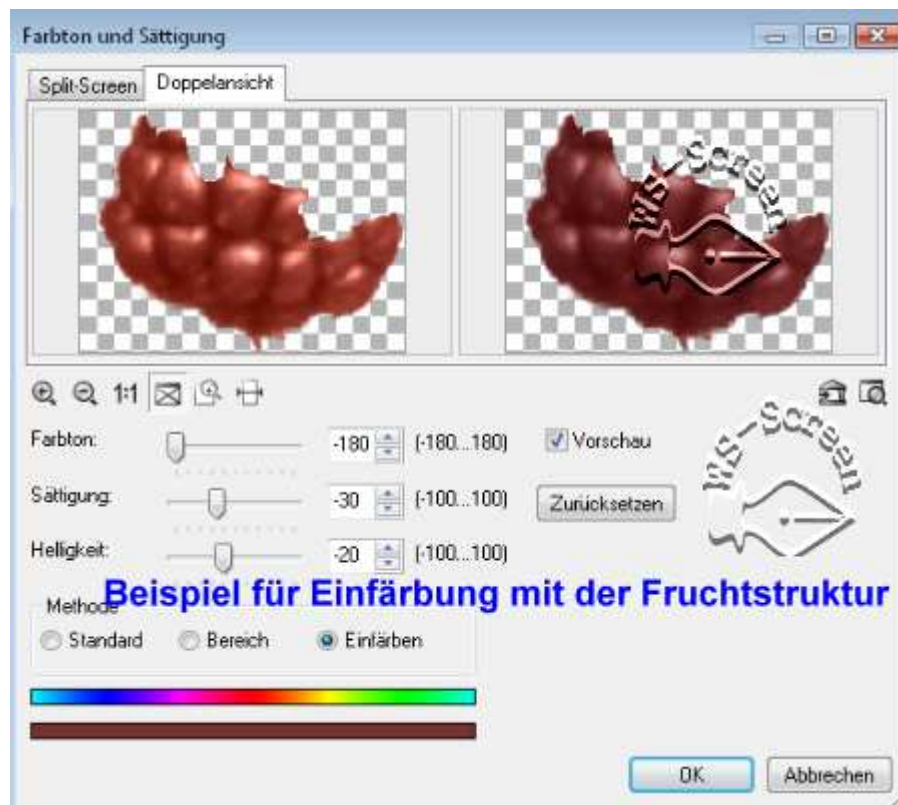 Farbton und Sättigung
Split-Screen Doppelansicht
Ws-Screen
1:1
Farbton: -180 (-180...180) Vorschau
Ws-Screen
Sättigung: -30 (-100...100) Zurücksetzen
Helligkeit: -20 (-100...100)
Beispiel für Einfärbung mit der Fruchtstruktur
Methode
Standard Bereich Einfärben
OK Abbrechen